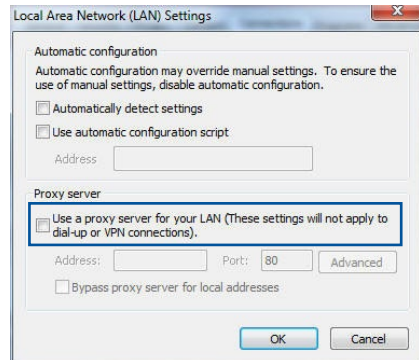 Local Area Network (LAN) Settings
Automatic configuration
Automatic configuration may override manual settings. To ensure the
use of manual settings, disable automatic configuration.
Automatically detect settings
Use automatic configuration script
Address
Proxy server
Use a proxy server for your LAN (These settings will not apply to
dial-up or VPN connections).
Address: Port: 80 Advanced
Bypass proxy server for local addresses
OK Cancel